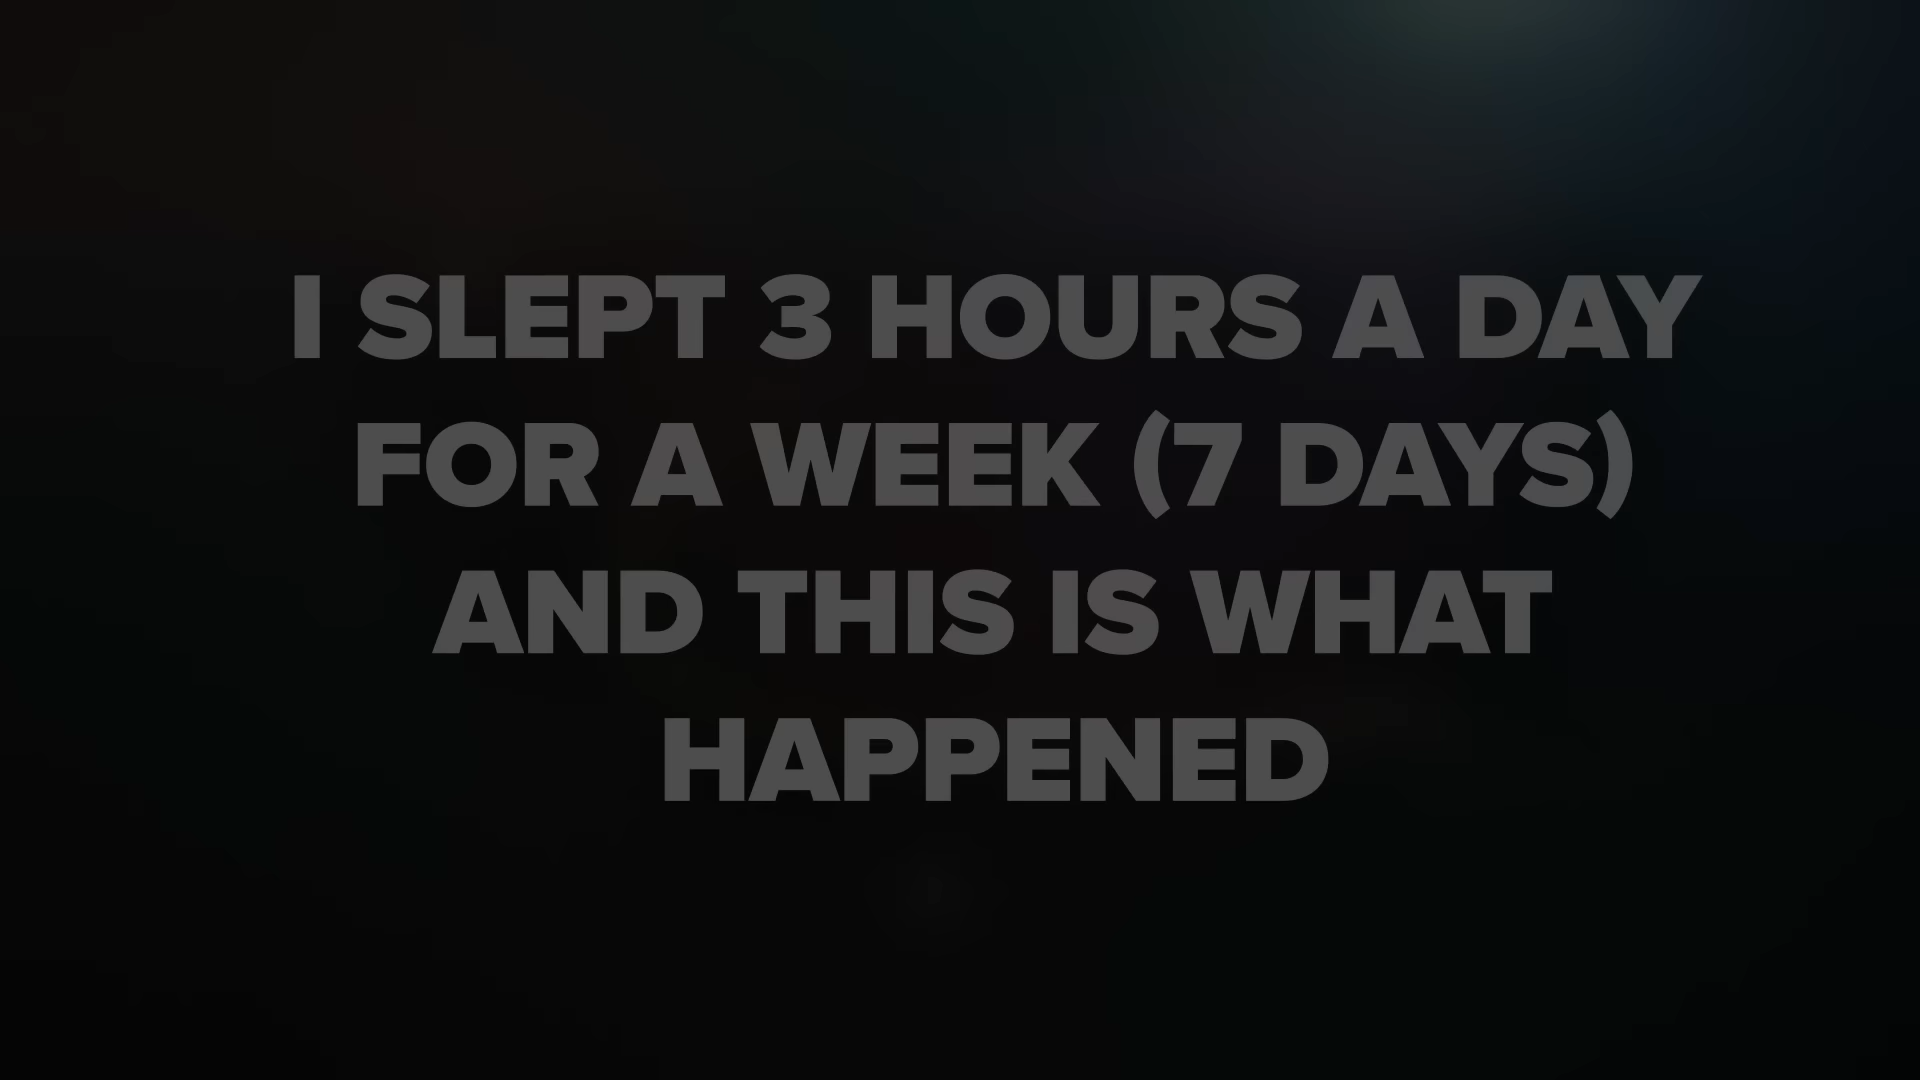 I SLEPT 3 HOURS A DAY
FOR A WEEK (7 DAYS)
AND THIS IS WHAT
HAPPENED